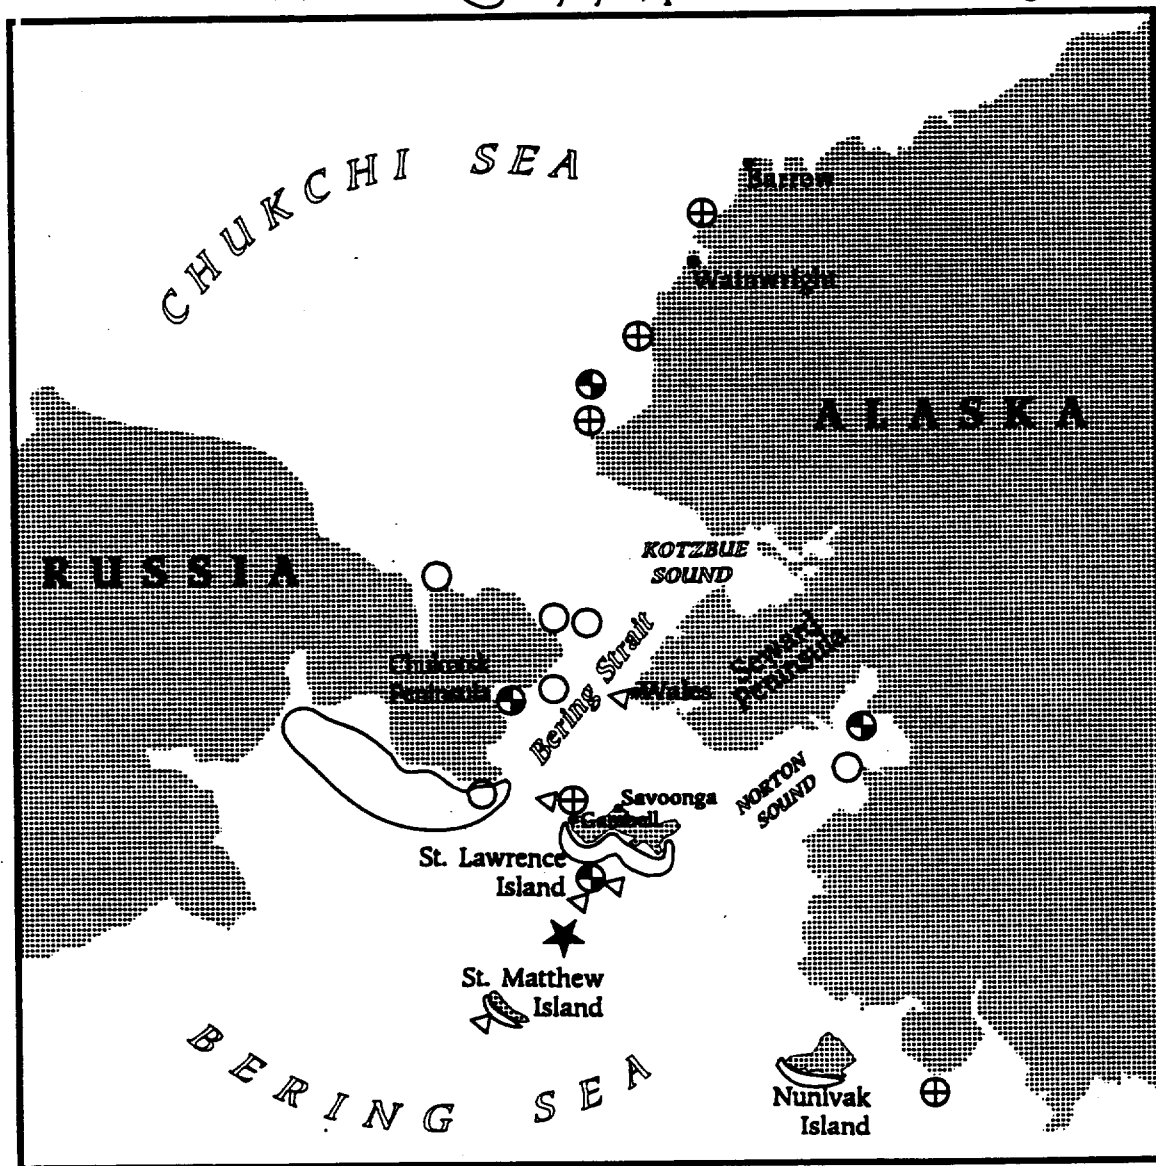 CHUKCHI SEA
Barrow
Wainwright
ALASKA
RUSSIA
KOTZBUE
SOUND
Bering Strait
Seward
Peninsula
Chukotsk
Peninsula
Wales
NORTON
SOUND
Savoonga
Gambell
St. Lawrence
Island
St. Matthew
Island
BERING SEA
Nunivak
Island